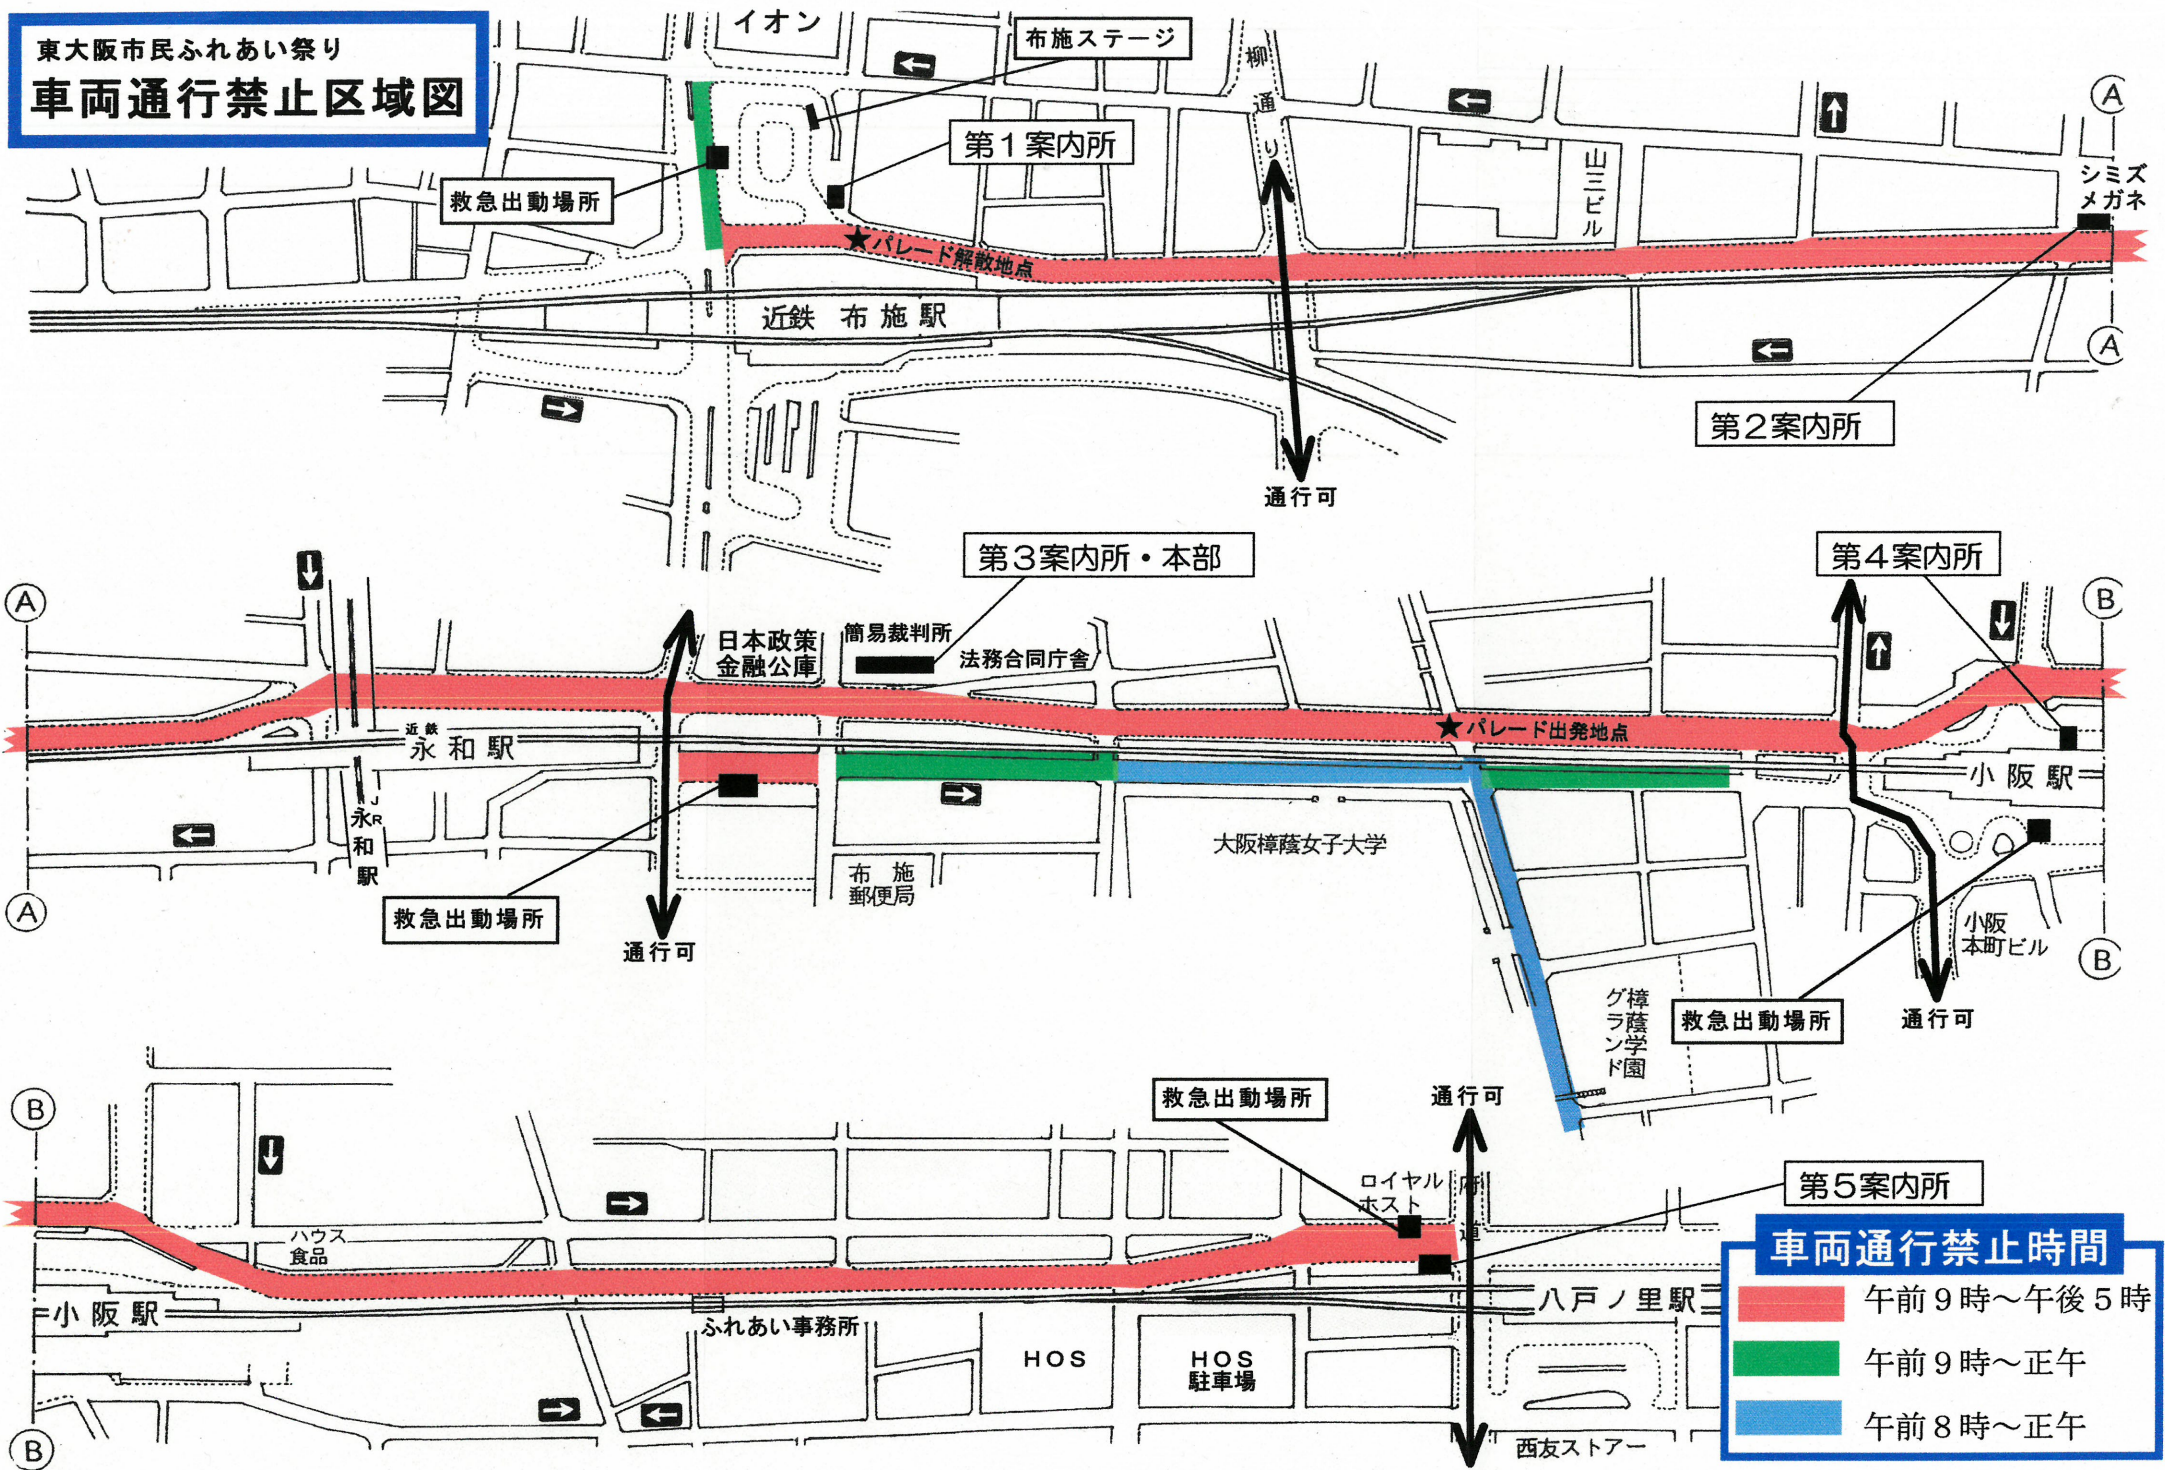 東大阪市民ふれあい祭り
車両通行禁止区域図
イオン
布施ステージ
柳通り
第1案内所
救急出動場所
山三ビル
シミズ
メガネ
Ⓐ
★パレード解散地点
近鉄 布施駅
Ⓐ
第2案内所
通行可
第3案内所・本部
第4案内所
Ⓐ
Ⓑ
日本政策
金融公庫
簡易裁判所
法務合同庁舎
近鉄
永和駅
★パレード出発地点
小阪駅
JR永和駅
大阪樟蔭女子大学
布施
郵便局
救急出動場所
Ⓐ
通行可
小阪
本町ビル
Ⓑ
樟蔭学園
グランド
救急出動場所
通行可
Ⓑ
救急出動場所
通行可
ロイヤル
ホスト
府道
第5案内所
ハウス
食品
小阪駅
ふれあい事務所
八戸ノ里駅
HOS
HOS
駐車場
西友ストアー
Ⓑ
車両通行禁止時間
午前9時～午後5時
午前9時～正午
午前8時～正午